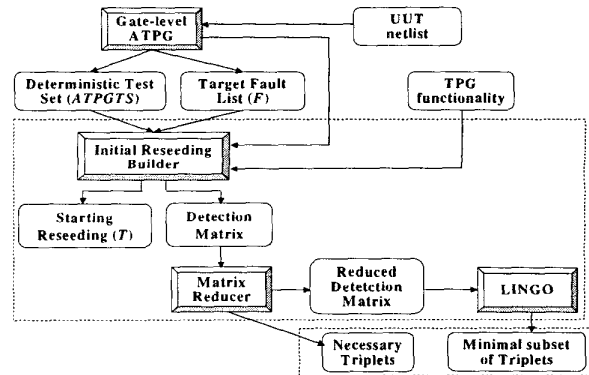 Gate-level
ATPG
UUT
netlist
Deterministic Test
Set (ATPGTS)
Target Fault
List (F)
TPG
functionality
Initial Reseeding
Builder
Starting
Reseeding (T)
Detection
Matrix
Matrix
Reducer
Reduced
Detetction
Matrix
LINGO
Necessary
Triplets
Minimal subset
of Triplets